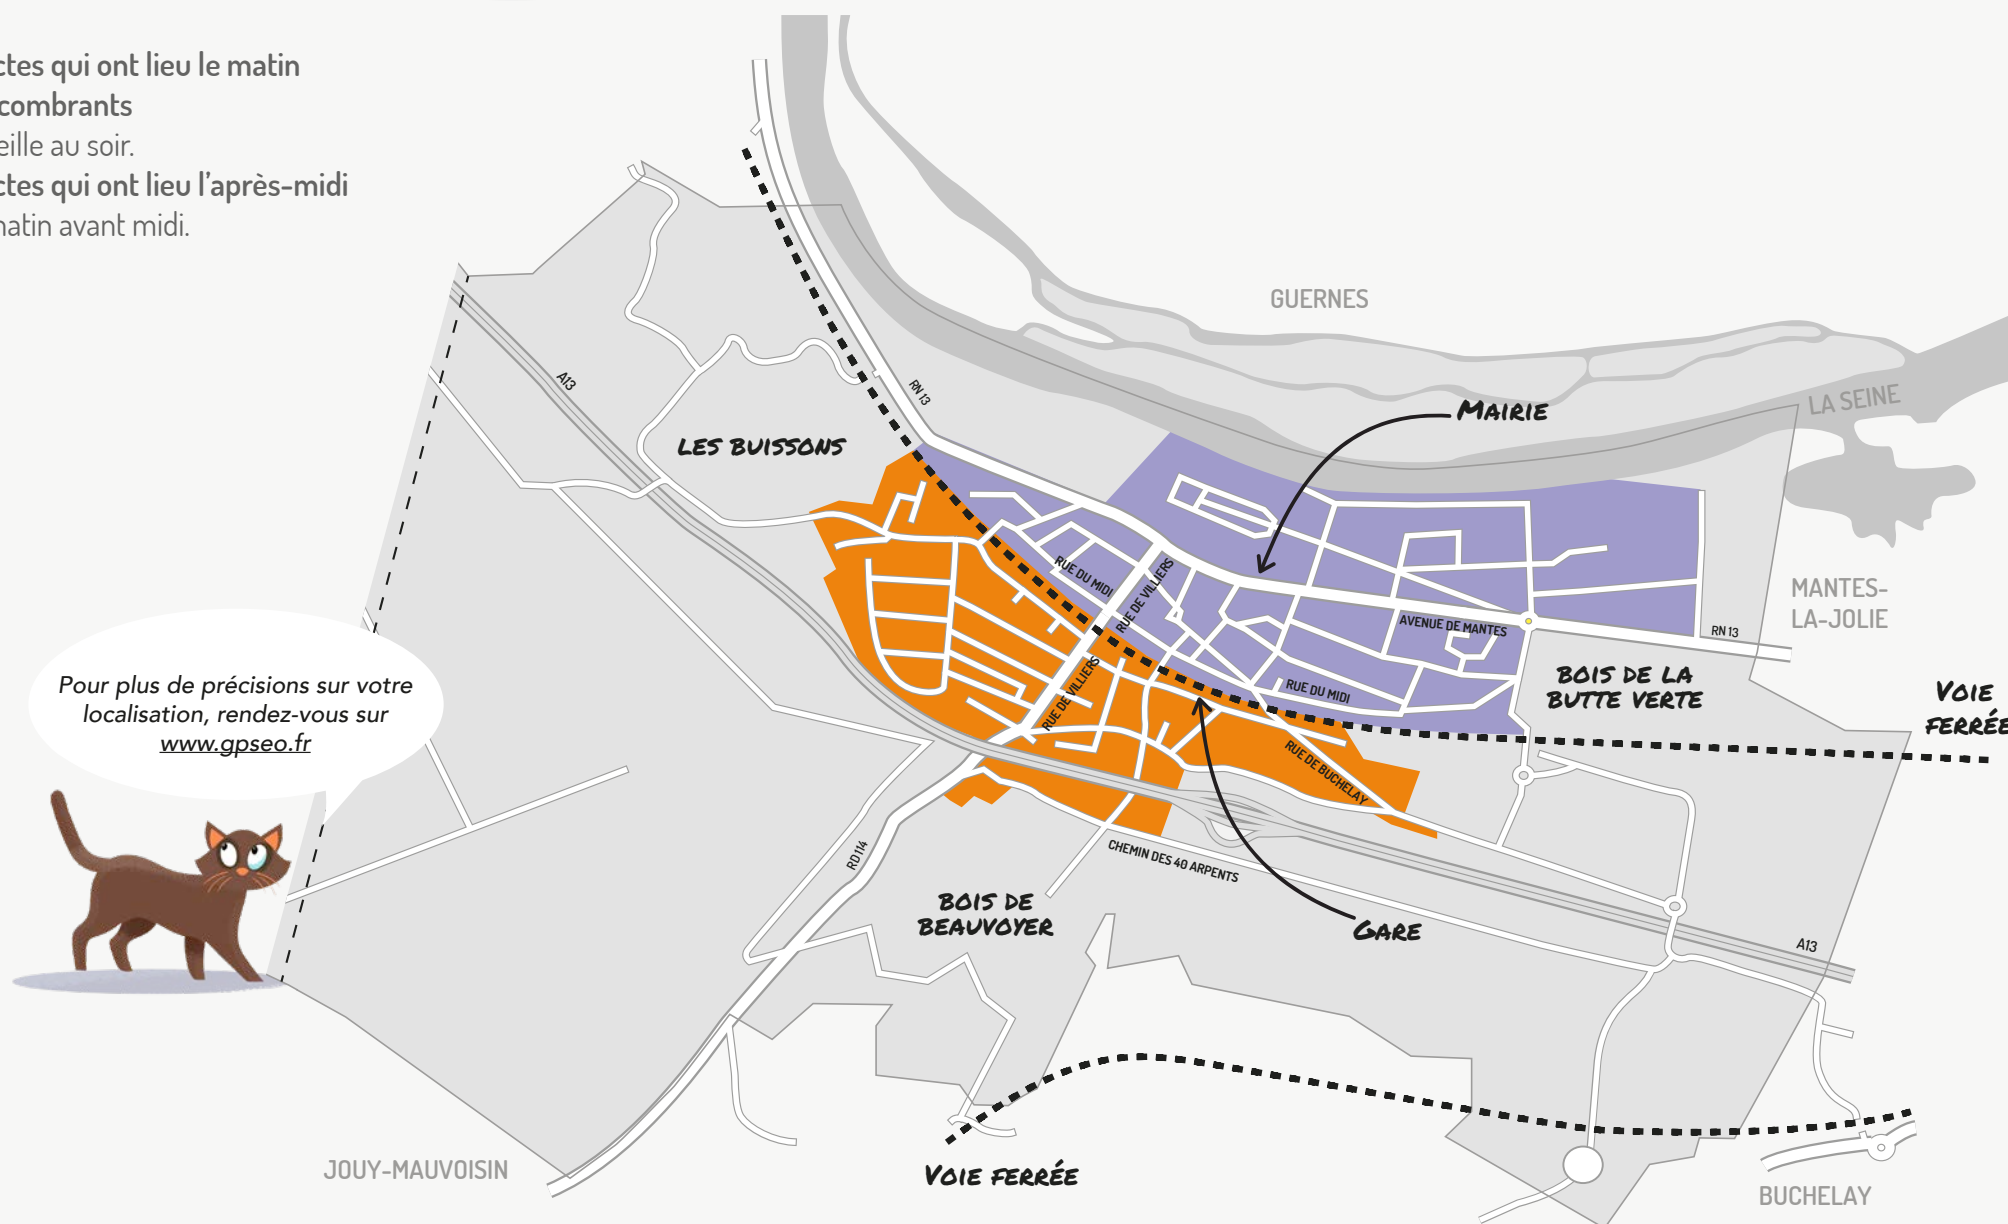 ctes qui ont lieu le matin
combrants
eille au soir.
ctes qui ont lieu l'après-midi
matin avant midi.
GUERNES
A13
RN 13
MAIRIE
LA SEINE
LES BUISSONS
MANTES-
LA-JOLIE
RUE DU MIDI
RUE DE VILLIERS
AVENUE DE MANTES
RN 13
BOIS DE LA
BUTTE VERTE
VOIE
FERRÉE
RUE DE VILLIERS
RUE DU MIDI
Pour plus de précisions sur votre
localisation, rendez-vous sur
www.gpseo.fr
RUE DE BUCHELAY
RD114
CHEMIN DES 40 ARPENTS
BOIS DE
BEAUVOYER
GARE
A13
JOUY-MAUVOISIN
VOIE FERRÉE
BUCHELAY